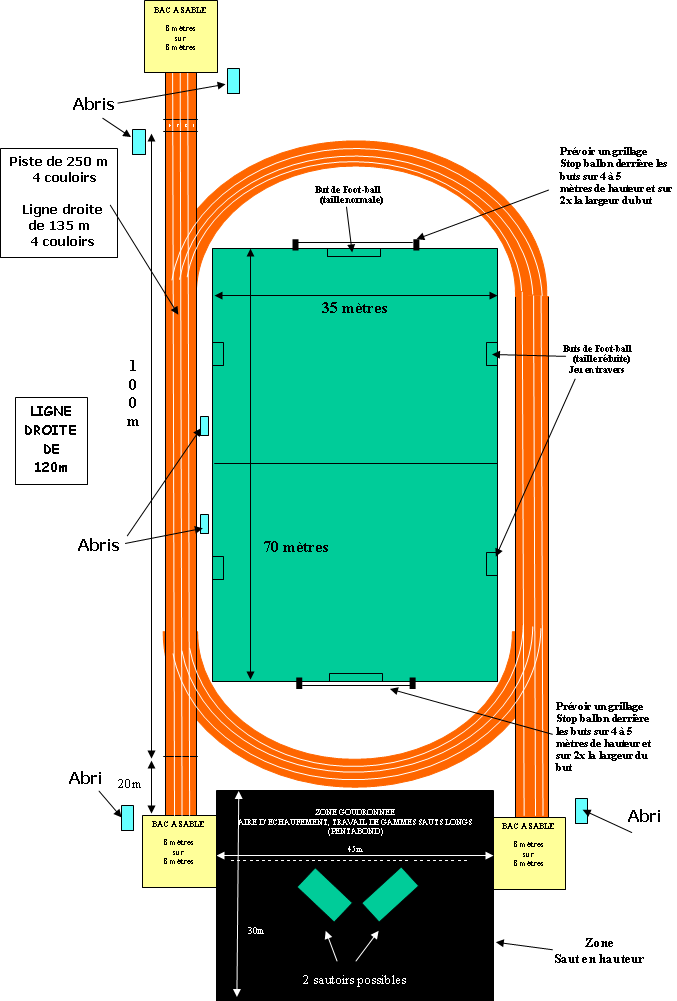 BAC A SABLE
8 mètres
sur
8 mètres
Abris
Piste de 250 m
4 couloirs
Ligne droite
de 135 m
4 couloirs
But de Foot-ball
(taille normale)
Prévoir un grillage
Stop ballon derrière les
buts sur 4 à 5
mètres de hauteur et sur
2x la largeur du but
35 mètres
Buts de Foot-ball
(taille réduite)
Jeu en travers
1
0
0
m
LIGNE
DROITE
DE
120m
Abris
70 mètres
Prévoir un grillage
Stop ballon derrière
les buts sur 4 à 5
mètres de hauteur et
sur 2x la largeur du
but
Abri
20m
BAC A SABLE
8 mètres
sur
8 mètres
ZONE GOUDRONNEE
AIRE D'ECHAUFEMENT, TRAVAIL DE GAMMES SAUTS LONGS
(PENTABOND)
45m
30m
2 sautoirs possibles
BAC A SABLE
8 mètres
sur
8 mètres
Abri
Zone
Saut en hauteur